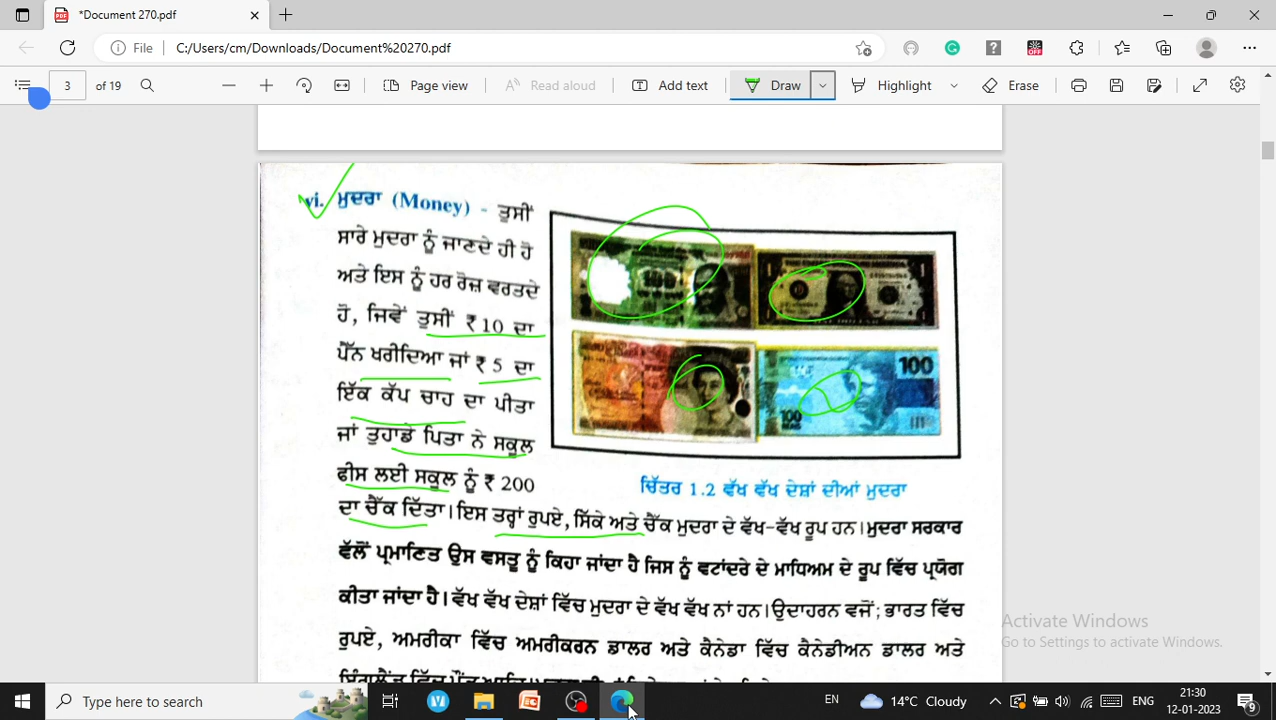 *Document 270.pdf
File
C:/Users/cm/Downloads/Document%20270.pdf
3 of 19
Page view
Read aloud
Add text
Draw
Highlight
Erase
vi. ਮੁਦਰਾ (Money) - ਤੁਸੀਂ
ਸਾਰੇ ਮੁਦਰਾ ਨੂੰ ਜਾਣਦੇ ਹੀ ਹੋ
ਅਤੇ ਇਸ ਨੂੰ ਹਰ ਰੋਜ਼ ਵਰਤਦੇ
ਹੋ, ਜਿਵੇਂ ਤੁਸੀਂ ₹ 10 ਦਾ
ਪੈੱਨ ਖਰੀਦਿਆ ਜਾਂ ₹ 5 ਦਾ
ਇੱਕ ਕੱਪ ਚਾਹ ਦਾ ਪੀਤਾ
ਜਾਂ ਤੁਹਾਡੇ ਪਿਤਾ ਨੇ ਸਕੂਲ
ਫੀਸ ਲਈ ਸਕੂਲ ਨੂੰ ₹ 200
100
100
ਚਿੱਤਰ 1.2 ਵੱਖ ਵੱਖ ਦੇਸ਼ਾਂ ਦੀਆਂ ਮੁਦਰਾ
ਦਾ ਚੈੱਕ ਦਿੱਤਾ। ਇਸ ਤਰ੍ਹਾਂ ਰੁਪਏ, ਸਿੱਕੇ ਅਤੇ ਚੈੱਕ ਮੁਦਰਾ ਦੇ ਵੱਖ-ਵੱਖ ਰੂਪ ਹਨ। ਮੁਦਰਾ ਸਰਕਾਰ
ਵੱਲੋਂ ਪ੍ਰਮਾਣਿਤ ਉਸ ਵਸਤੂ ਨੂੰ ਕਿਹਾ ਜਾਂਦਾ ਹੈ ਜਿਸ ਨੂੰ ਵਟਾਂਦਰੇ ਦੇ ਮਾਧਿਅਮ ਦੇ ਰੂਪ ਵਿੱਚ ਪ੍ਰਯੋਗ
ਕੀਤਾ ਜਾਂਦਾ ਹੈ। ਵੱਖ ਵੱਖ ਦੇਸ਼ਾਂ ਵਿੱਚ ਮੁਦਰਾ ਦੇ ਵੱਖ ਵੱਖ ਨਾਂ ਹਨ। ਉਦਾਹਰਨ ਵਜੋਂ; ਭਾਰਤ ਵਿੱਚ
ਰੁਪਏ, ਅਮਰੀਕਾ ਵਿੱਚ ਅਮਰੀਕਰਨ ਡਾਲਰ ਅਤੇ ਕੈਨੇਡਾ ਵਿੱਚ ਕੈਨੇਡੀਅਨ ਡਾਲਰ ਅਤੇ
Activate Windows
Go to Settings to activate Windows.
Type here to search
EN
14°C Cloudy
ENG
21:30
12-01-2023